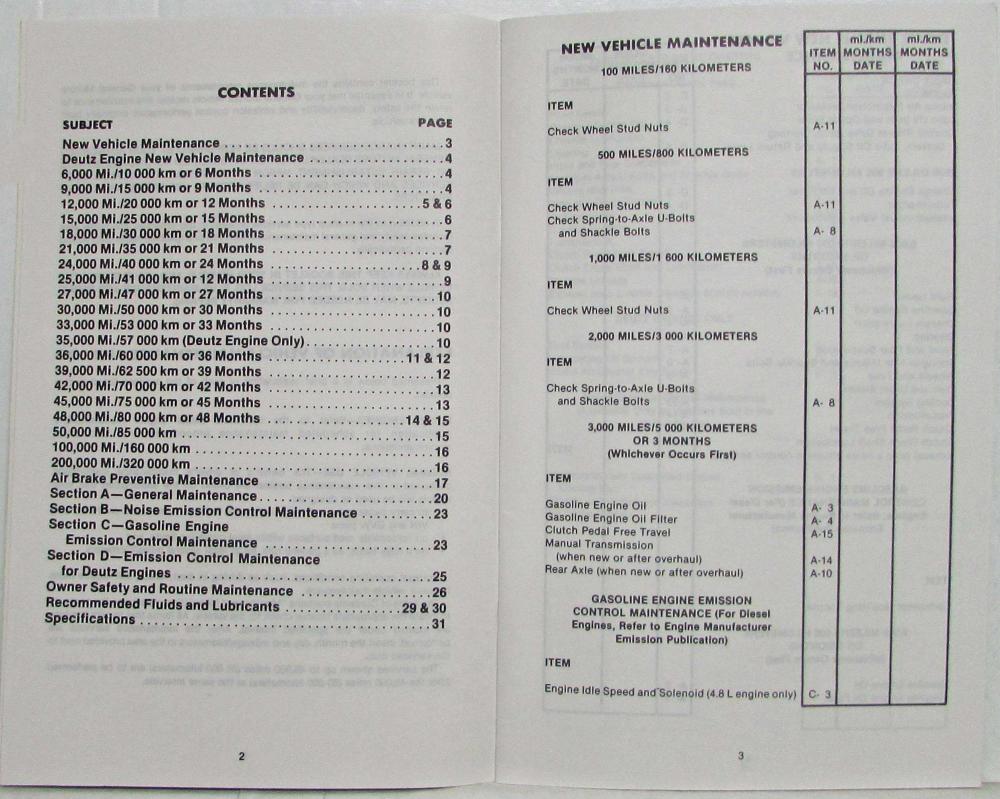 CONTENTS
SUBJECT PAGE
New Vehicle Maintenance ........................ 3
Deutz Engine New Vehicle Maintenance ............... 4
6,000 Mi./10 000 km or 6 Months ..................... 4
9,000 Mi./15 000 km or 9 Months ..................... 4
12,000 Mi./20 000 km or 12 Months ................ 5 & 6
15,000 Mi./25 000 km or 15 Months ................... 6
18,000 Mi./30 000 km or 18 Months ................... 7
21,000 Mi./35 000 km or 21 Months ................... 7
24,000 Mi./40 000 km or 24 Months ................ 8 & 9
25,000 Mi./41 000 km or 12 Months ................... 9
27,000 Mi./47 000 km or 27 Months .................. 10
30,000 Mi./50 000 km or 30 Months .................. 10
33,000 Mi./53 000 km or 33 Months .................. 10
35,000 Mi./57 000 km (Deutz Engine Only) ............ 10
36,000 Mi./60 000 km or 36 Months .............. 11 & 12
39,000 Mi./62 500 km or 39 Months .................. 12
42,000 Mi./70 000 km or 42 Months .................. 13
45,000 Mi./75 000 km or 45 Months .................. 13
48,000 Mi./80 000 km or 48 Months .............. 14 & 15
50,000 Mi./85 000 km .............................. 15
100,000 Mi./160 000 km ............................ 16
200,000 Mi./320 000 km ............................ 16
Air Brake Preventive Maintenance ................... 17
Section A—General Maintenance ..................... 20
Section B—Noise Emission Control Maintenance ....... 23
Section C—Gasoline Engine
Emission Control Maintenance .................... 23
Section D—Emission Control Maintenance
for Deutz Engines ................................ 25
Owner Safety and Routine Maintenance .............. 26
Recommended Fluids and Lubricants ............ 29 & 30
Specifications .................................... 31
2
NEW VEHICLE MAINTENANCE
100 MILES/160 KILOMETERS
ITEM NO. mi./km MONTHS DATE mi./km MONTHS DATE
ITEM
Check Wheel Stud Nuts A-11
500 MILES/800 KILOMETERS
ITEM
Check Wheel Stud Nuts A-11
Check Spring-to-Axle U-Bolts
and Shackle Bolts A- 8
1,000 MILES/1 600 KILOMETERS
ITEM
Check Wheel Stud Nuts A-11
2,000 MILES/3 000 KILOMETERS
ITEM
Check Spring-to-Axle U-Bolts
and Shackle Bolts A- 8
3,000 MILES/5 000 KILOMETERS
OR 3 MONTHS
(Whichever Occurs First)
ITEM
Gasoline Engine Oil A- 3
Gasoline Engine Oil Filter A- 4
Clutch Pedal Free Travel A-15
Manual Transmission
(when new or after overhaul) A-14
Rear Axle (when new or after overhaul) A-10
GASOLINE ENGINE EMISSION
CONTROL MAINTENANCE (For Diesel
Engines, Refer to Engine Manufacturer
Emission Publication)
ITEM
Engine Idle Speed and Solenoid (4.8 L engine only) C- 3
3